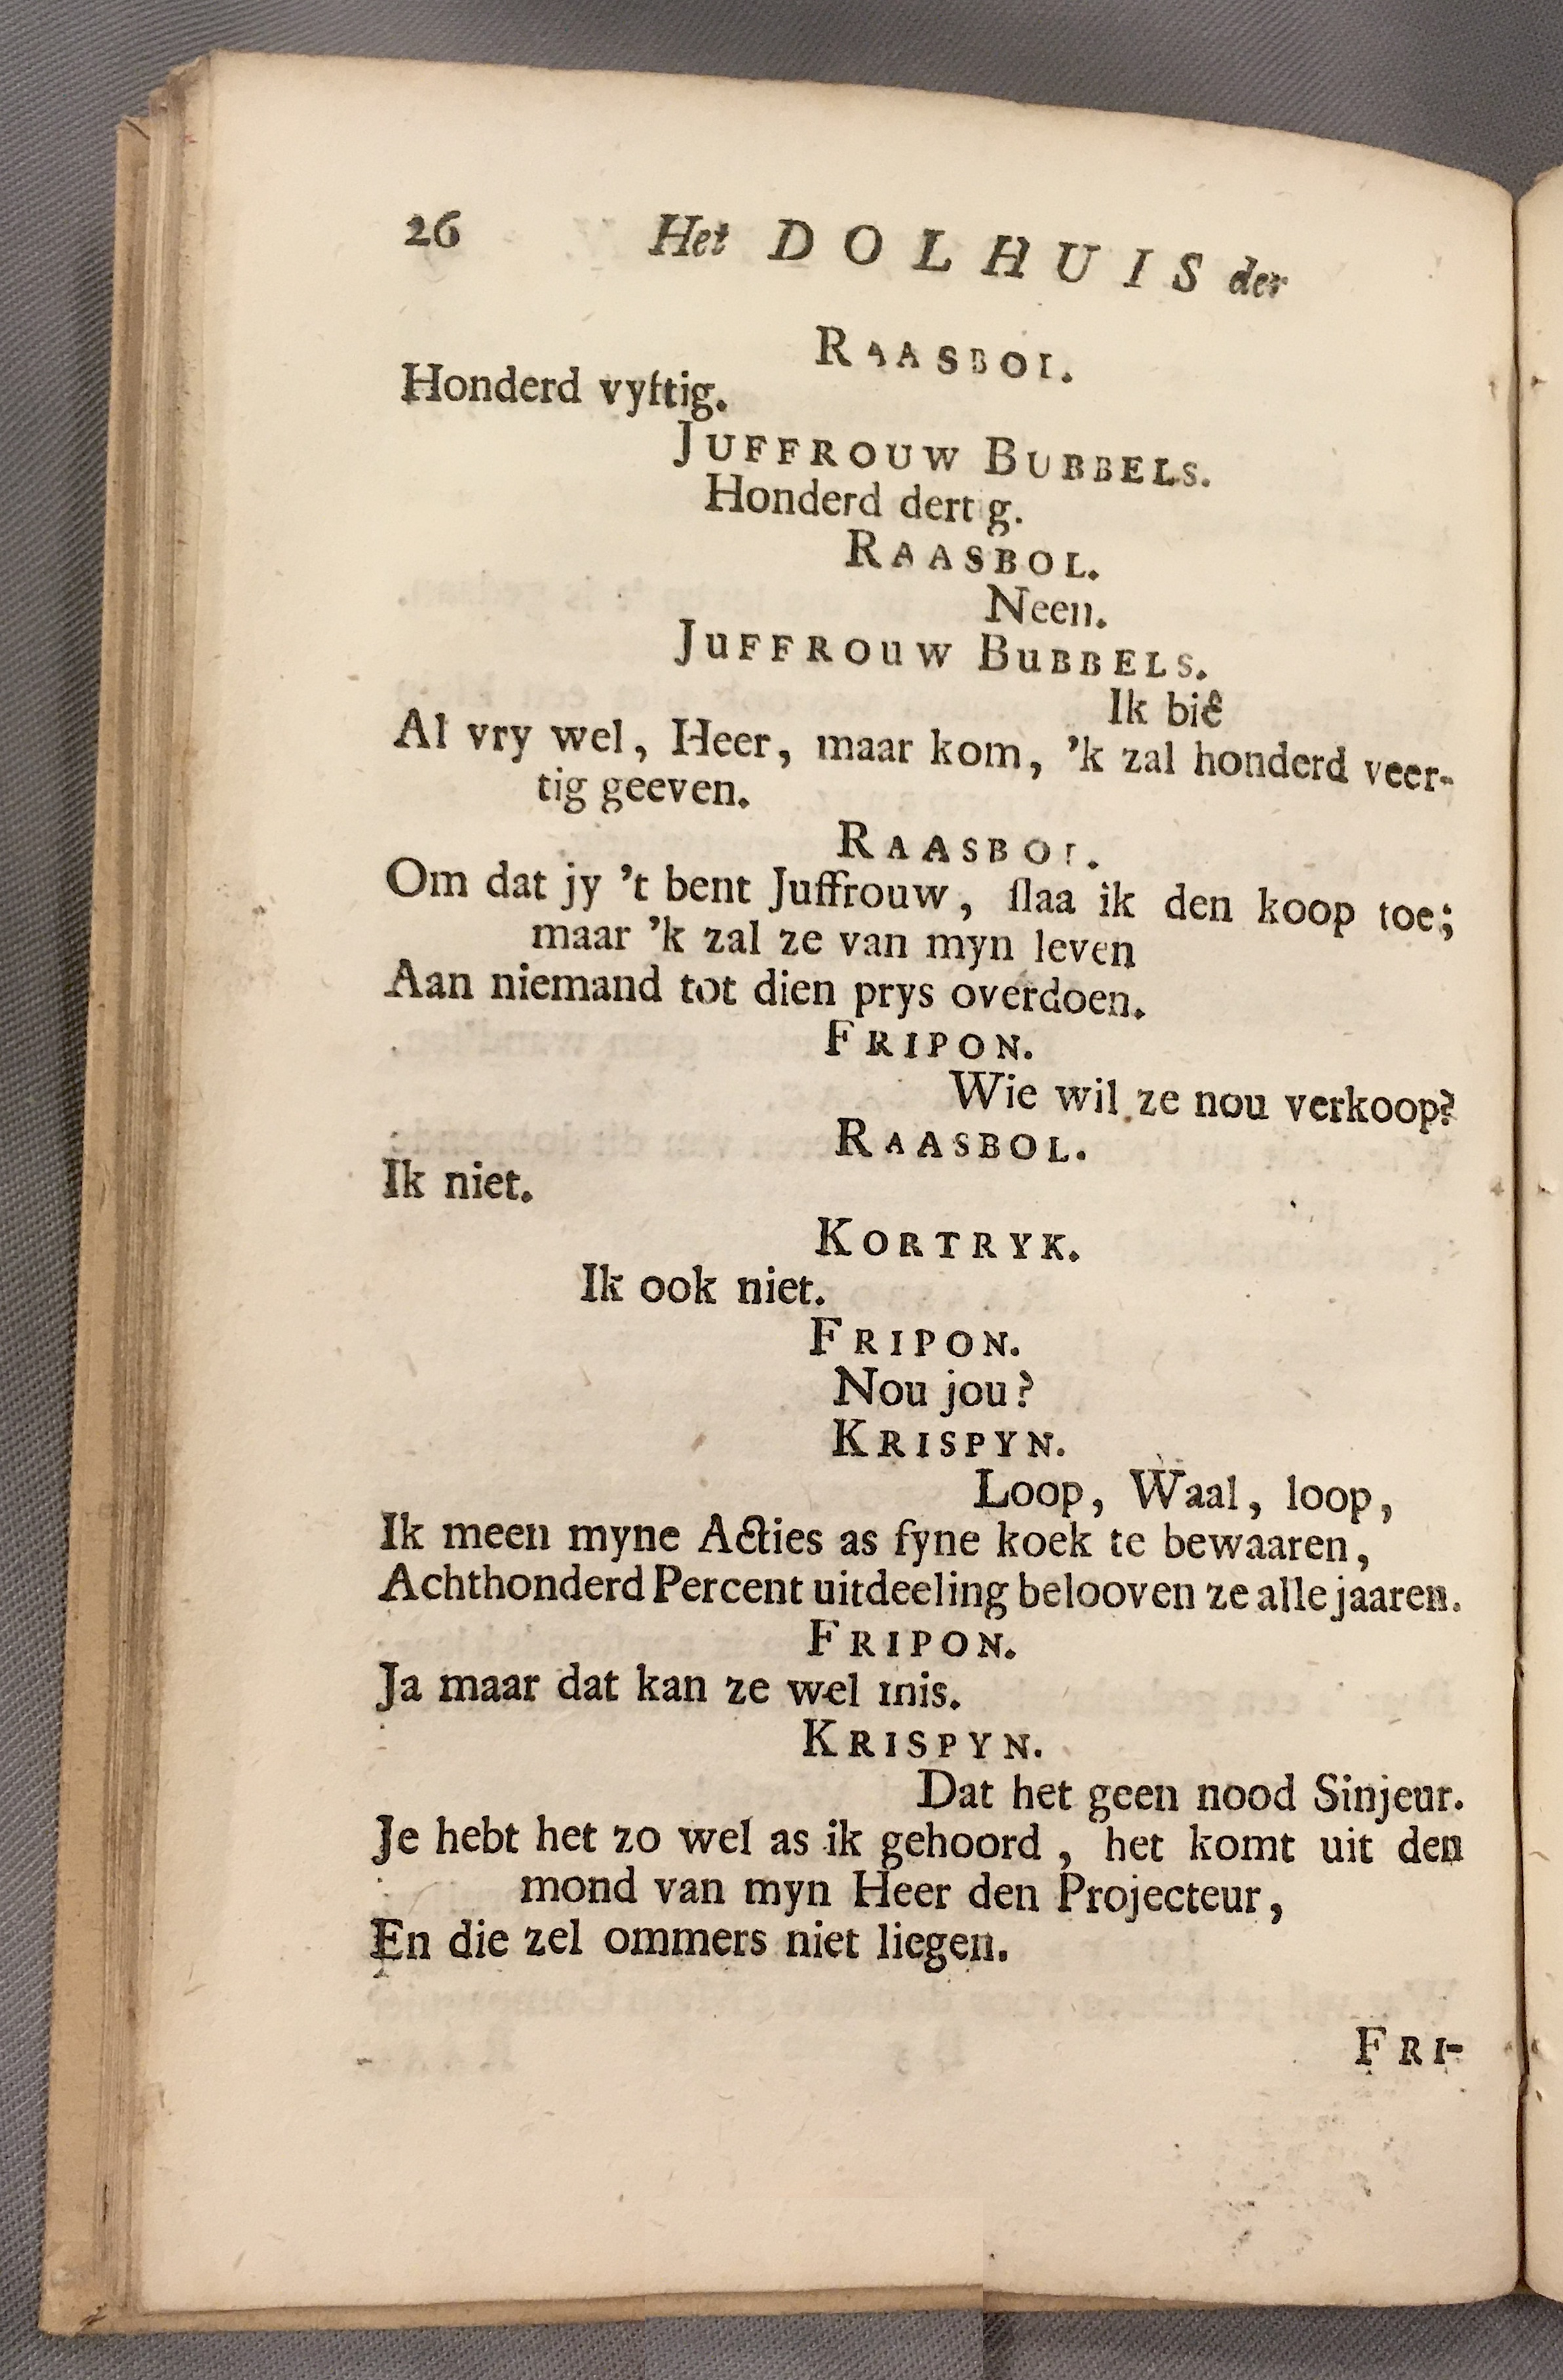 26 Het DOLHUIS der
RAASBOL.
Honderd vyftig.
JUFFROUW BUBBELS.
Honderd dertig.
RAASBOL.
Neen.
JUFFROUW BUBBELS.
Ik biê
Al vry wel, Heer, maar kom, 'k zal honderd veer-
tig geeven.
RAASBOL.
Om dat jy 't bent Juffrouw, slaa ik den koop toe;
maar 'k zal ze van myn leven
Aan niemand tot dien prys overdoen.
FRIPON.
Wie wil ze nou verkoop?
RAASBOL.
Ik niet.
KORTRYK.
Ik ook niet.
FRIPON.
Nou jou?
KRISPYN.
Loop, Waal, loop,
Ik meen myne Acties as fyne koek te bewaaren,
Achthonderd Percent uitdeeling belooven ze alle jaaren.
FRIPON.
Ja maar dat kan ze wel mis.
KRISPYN.
Dat het geen nood Sinjeur.
Je hebt het zo wel as ik gehoord, het komt uit den
mond van myn Heer den Projecteur,
En die zel ommers niet liegen.
FRI-